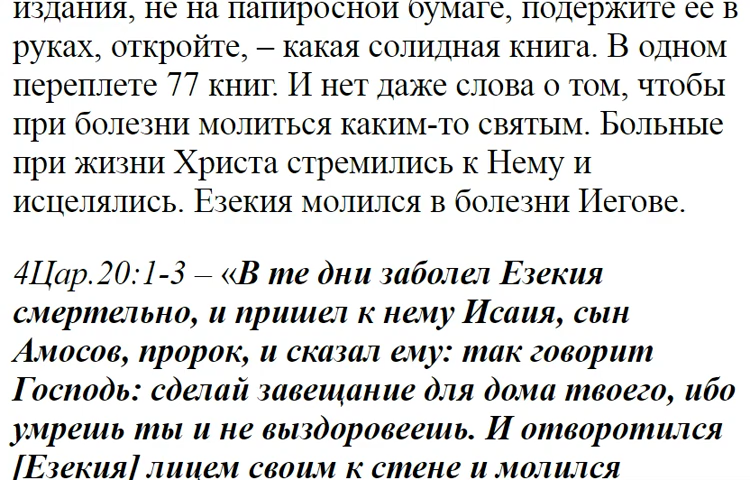 издания, не на папиросной бумаге, подержите ее в
руках, откройте, – какая солидная книга. В одном
переплете 77 книг. И нет даже слова о том, чтобы
при болезни молиться каким-то святым. Больные
при жизни Христа стремились к Нему и
исцелялись. Езекия молился в болезни Иегове.
4Цар.20:1-3 – «В те дни заболел Езекия
смертельно, и пришел к нему Исаия, сын
Амосов, пророк, и сказал ему: так говорит
Господь: сделай завещание для дома твоего, ибо
умрешь ты и не выздоровеешь. И отворотился
[Езекия] лицем своим к стене и молился